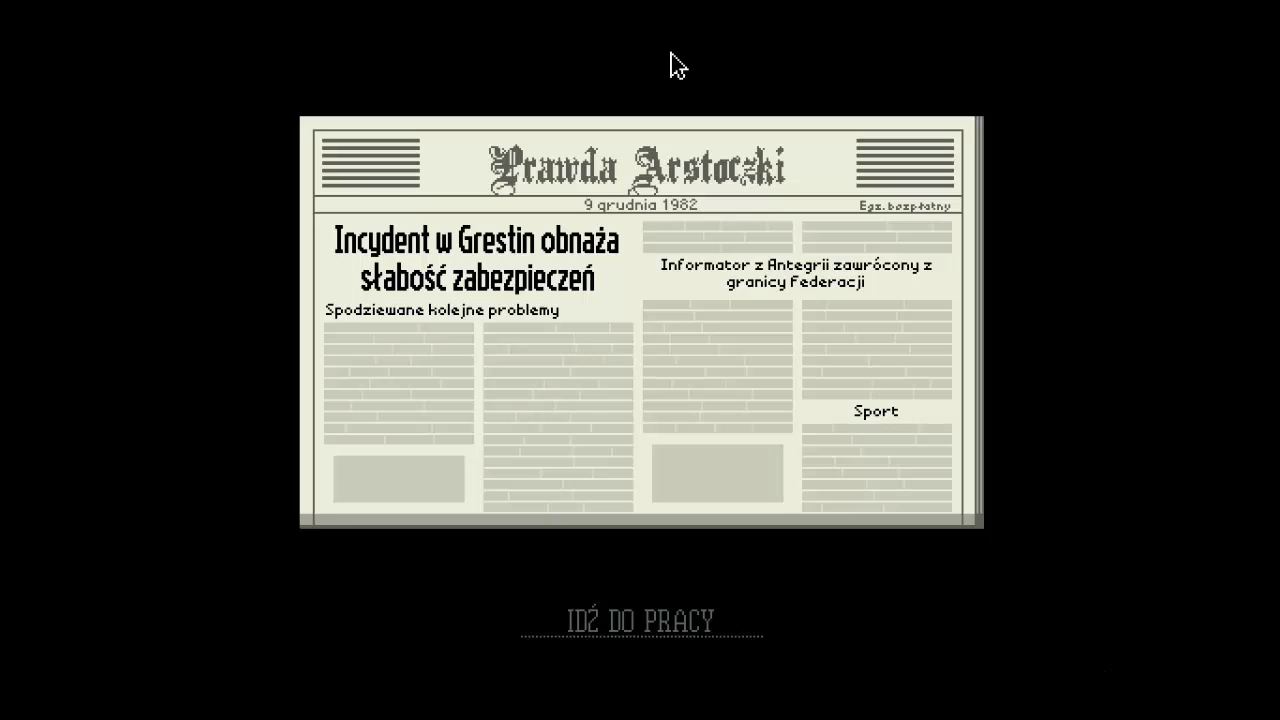 Prawda Arstoczki
9 grudnia 1982
Egz. bezpłatny
Incydent w Grestin obnaża
słabość zabezpieczeń
Spodziewane kolejne problemy
Informator z Antegrii zawrócony z
granicy Federacji
Sport
IDŹ DO PRACY